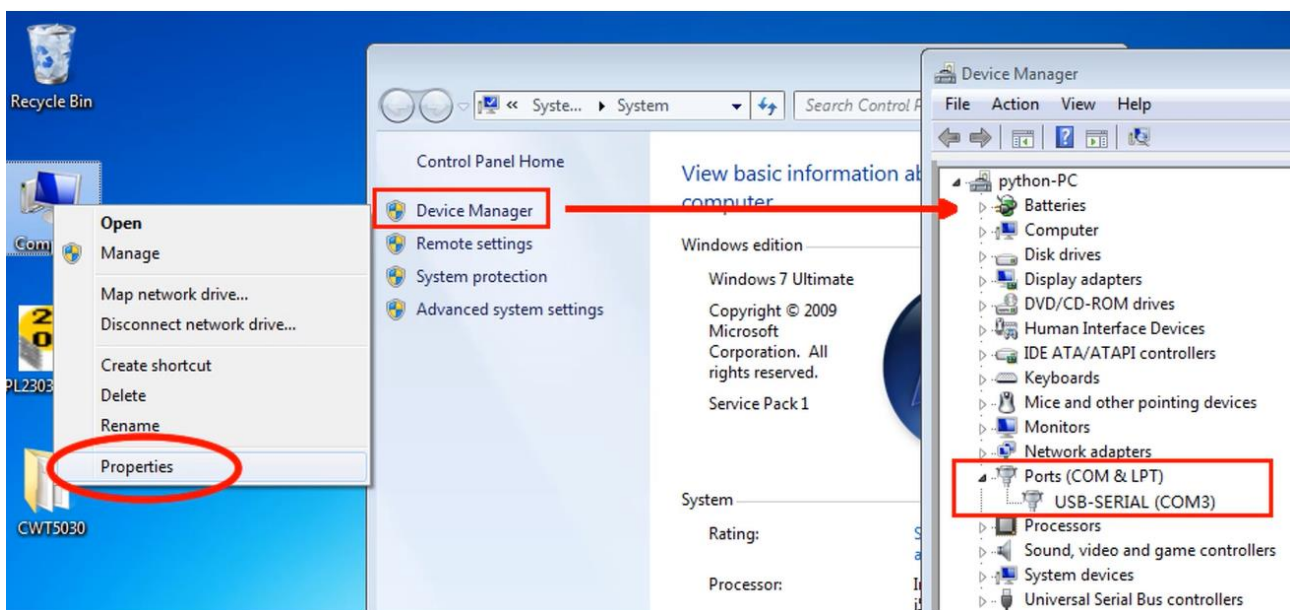 Recycle Bin
PL2303
CWT5030
Open
Manage
Map network drive...
Disconnect network drive...
Create shortcut
Delete
Rename
Properties
Syste... System
Search Control
Control Panel Home
Device Manager
Remote settings
System protection
Advanced system settings
View basic information
computer
Windows edition
Windows 7 Ultimate
Copyright © 2009
Microsoft
Corporation. All
rights reserved.
Service Pack 1
System
Rating:
Processor:
Device Manager
File Action View Help
python-PC
Batteries
Computer
Disk drives
Display adapters
DVD/CD-ROM drives
Human Interface Devices
IDE ATA/ATAPI controllers
Keyboards
Mice and other pointing devices
Monitors
Network adapters
Ports (COM & LPT)
USB-SERIAL (COM3)
Processors
Sound, video and game controllers
System devices
Universal Serial Bus controllers